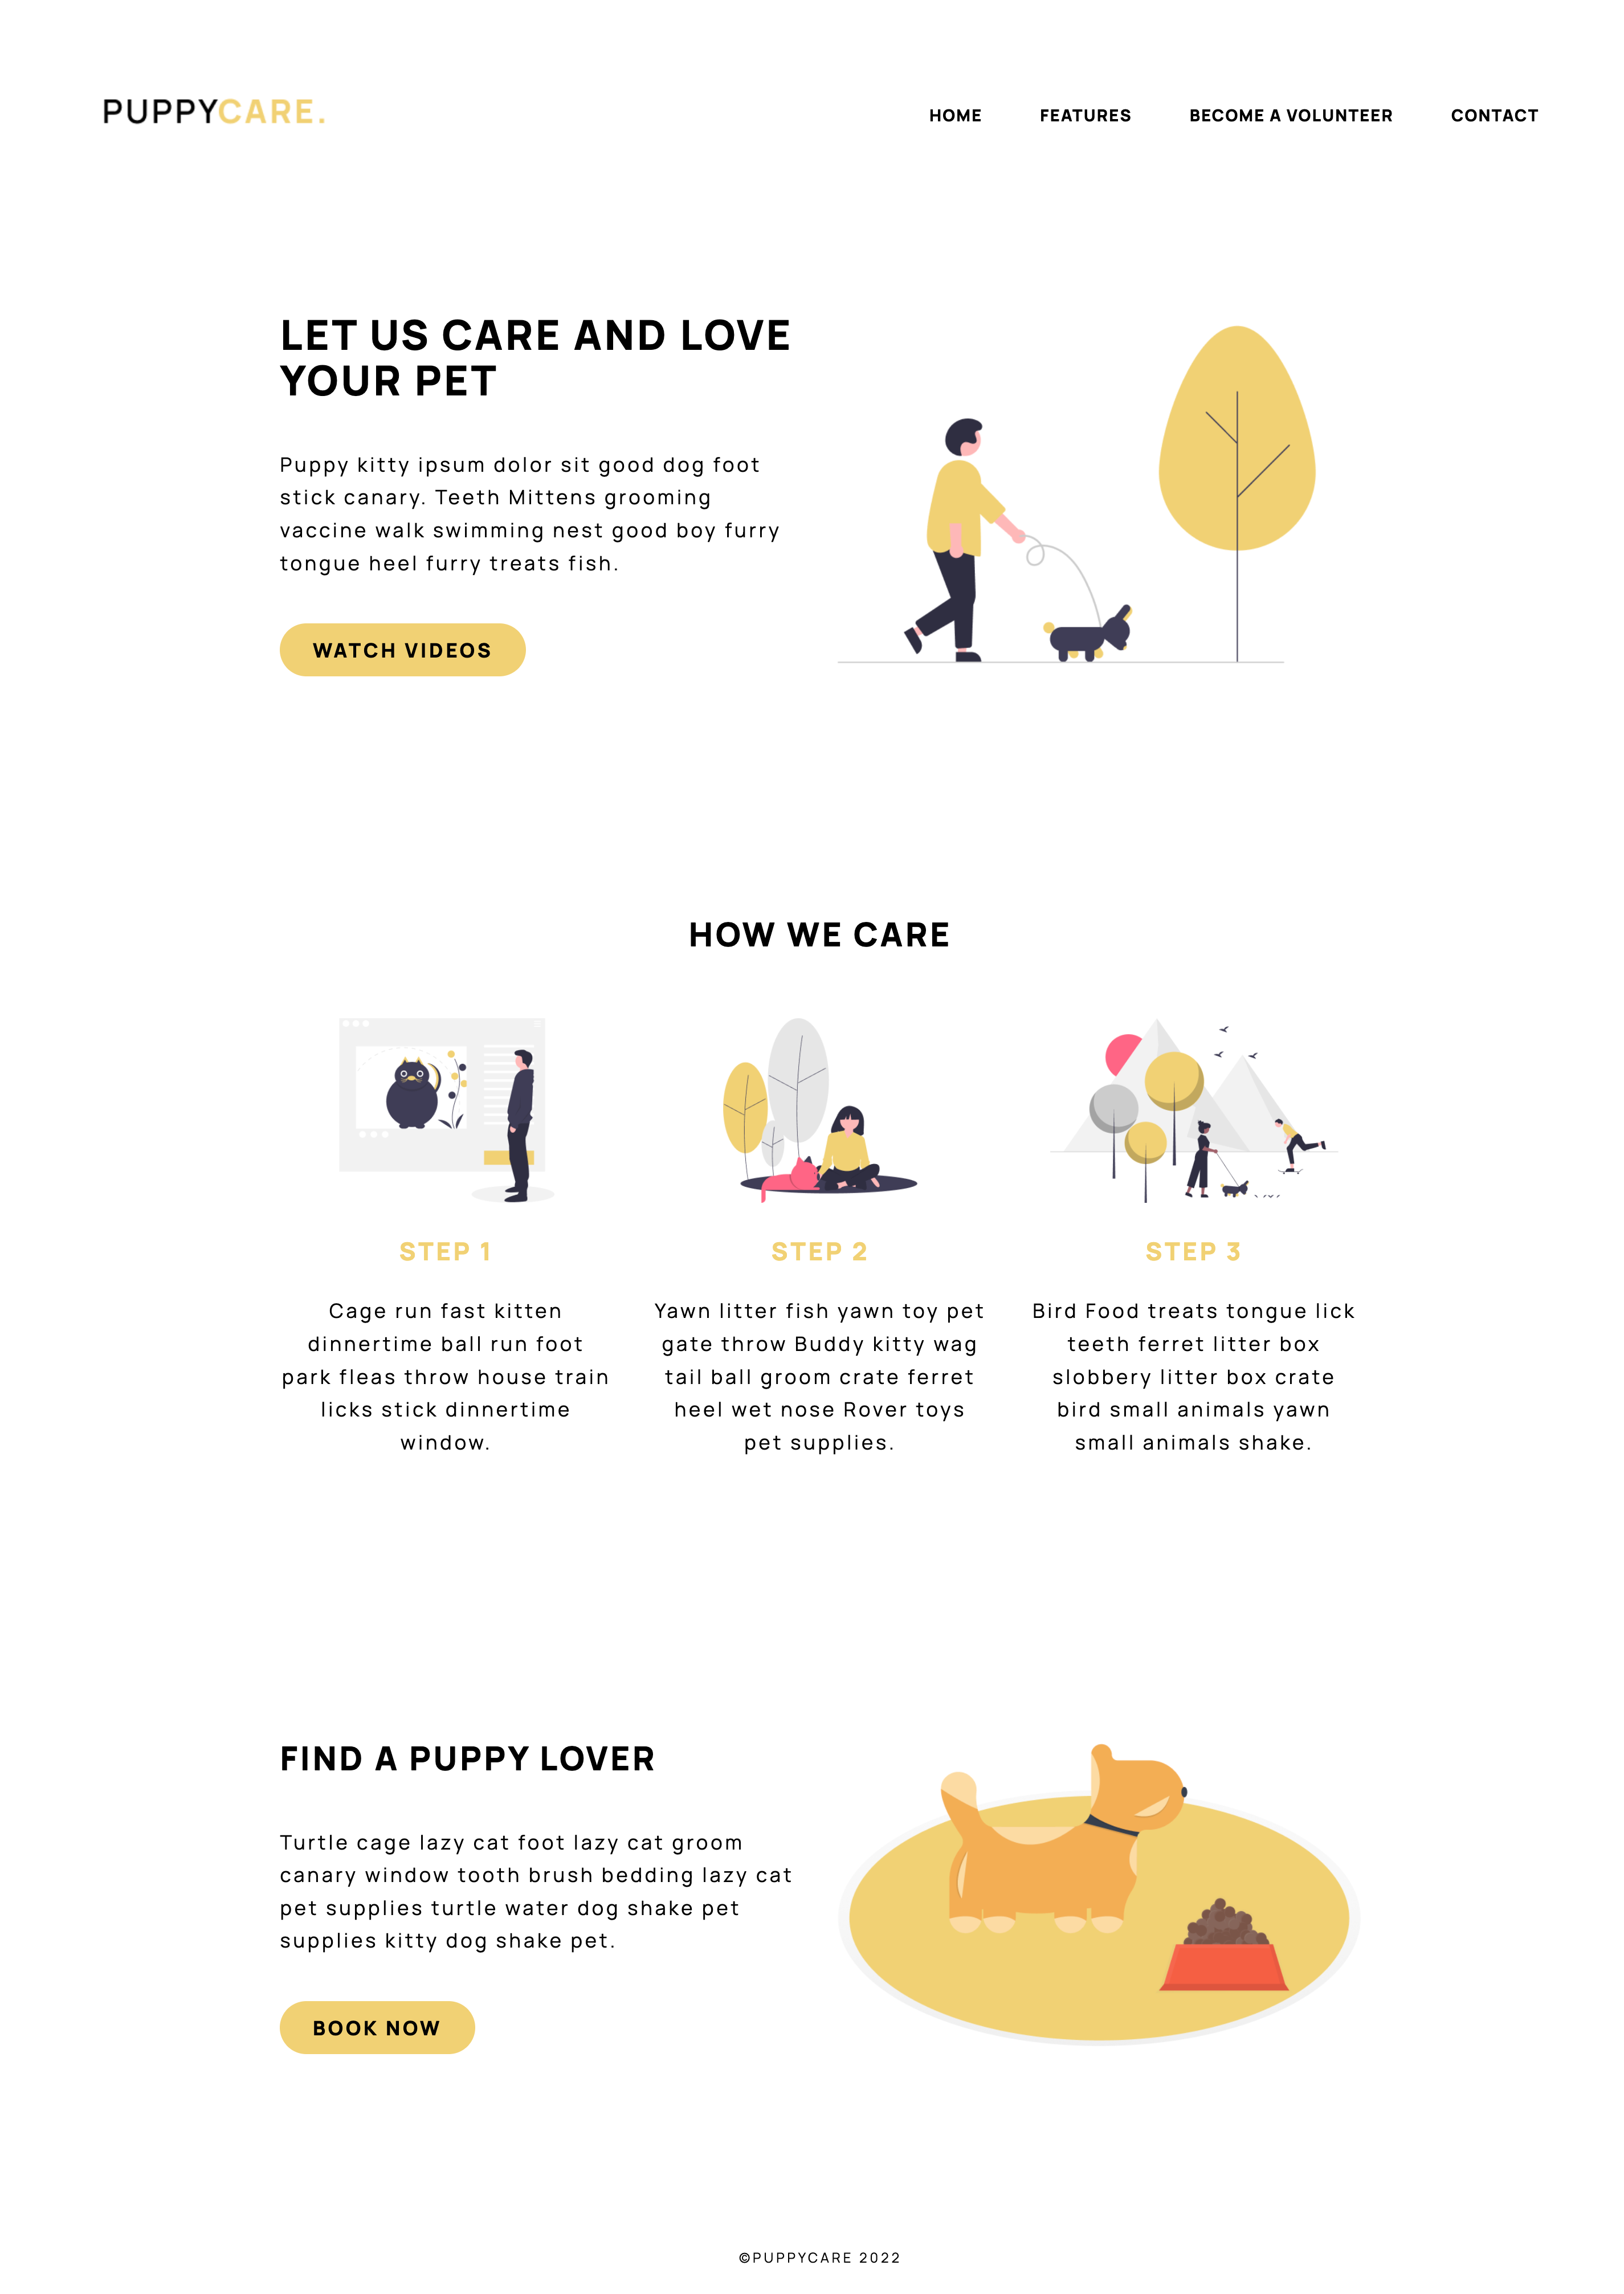 PUPPYCARE.
HOME FEATURES BECOME A VOLUNTEER CONTACT
LET US CARE AND LOVE
YOUR PET
Puppy kitty ipsum dolor sit good dog foot
stick canary. Teeth Mittens grooming
vaccine walk swimming nest good boy furry
tongue heel furry treats fish.
WATCH VIDEOS
HOW WE CARE
STEP 1
Cage run fast kitten
dinnertime ball run foot
park fleas throw house train
licks stick dinnertime
window.
STEP 2
Yawn litter fish yawn toy pet
gate throw Buddy kitty wag
tail ball groom crate ferret
heel wet nose Rover toys
pet supplies.
STEP 3
Bird Food treats tongue lick
teeth ferret litter box
slobbery litter box crate
bird small animals yawn
small animals shake.
FIND A PUPPY LOVER
Turtle cage lazy cat foot lazy cat groom
canary window tooth brush bedding lazy cat
pet supplies turtle water dog shake pet
supplies kitty dog shake pet.
BOOK NOW
©PUPPYCARE 2022